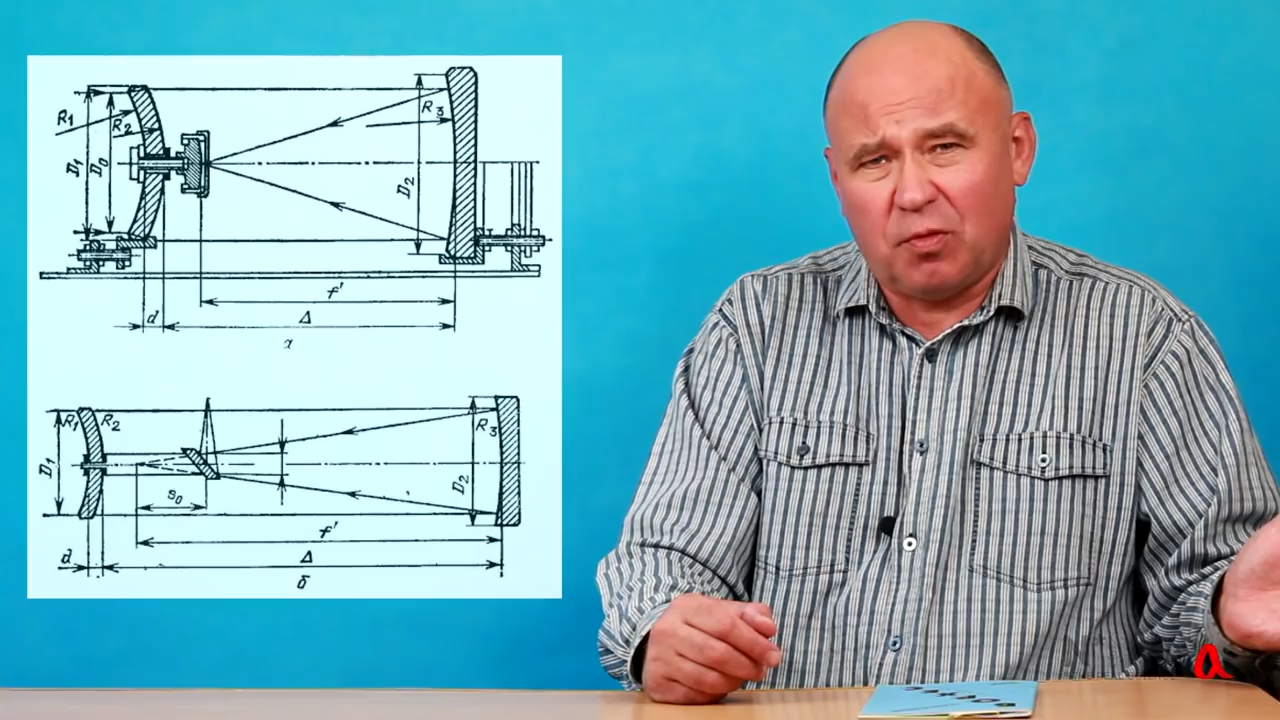 R₁
R₂
R₃
D₁
D₀
D₂
f'
d
Δ
а
R₁
R₂
R₃
D₁
D₂
s₀
f'
Δ
d
б
a